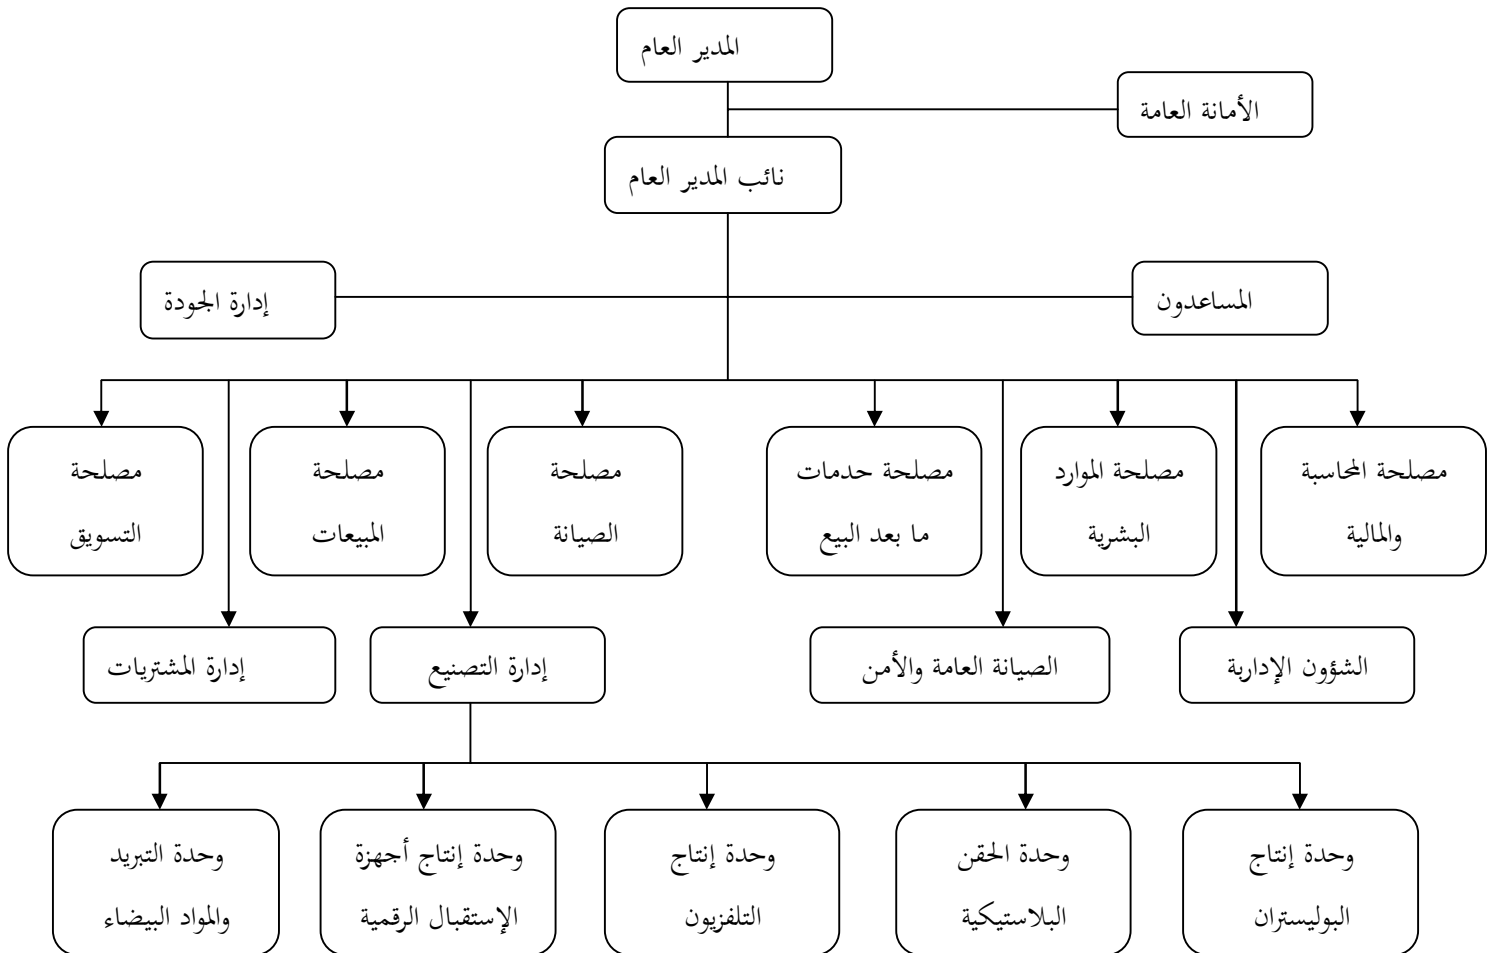 المدير العام
الأمانة العامة
نائب المدير العام
المساعدون
إدارة الجودة
مصلحة المحاسبة
والمالية
مصلحة الموارد
البشرية
مصلحة حدمات
ما بعد البيع
مصلحة
الصيانة
مصلحة
المبيعات
مصلحة
التسويق
الشؤون الإدارية
الصيانة العامة والأمن
إدارة التصنيع
إدارة المشتريات
وحدة إنتاج
البوليستران
وحدة الحقن
البلاستيكية
وحدة إنتاج
التلفزيون
وحدة إنتاج أجهزة
الإستقبال الرقمية
وحدة التبريد
والمواد البيضاء